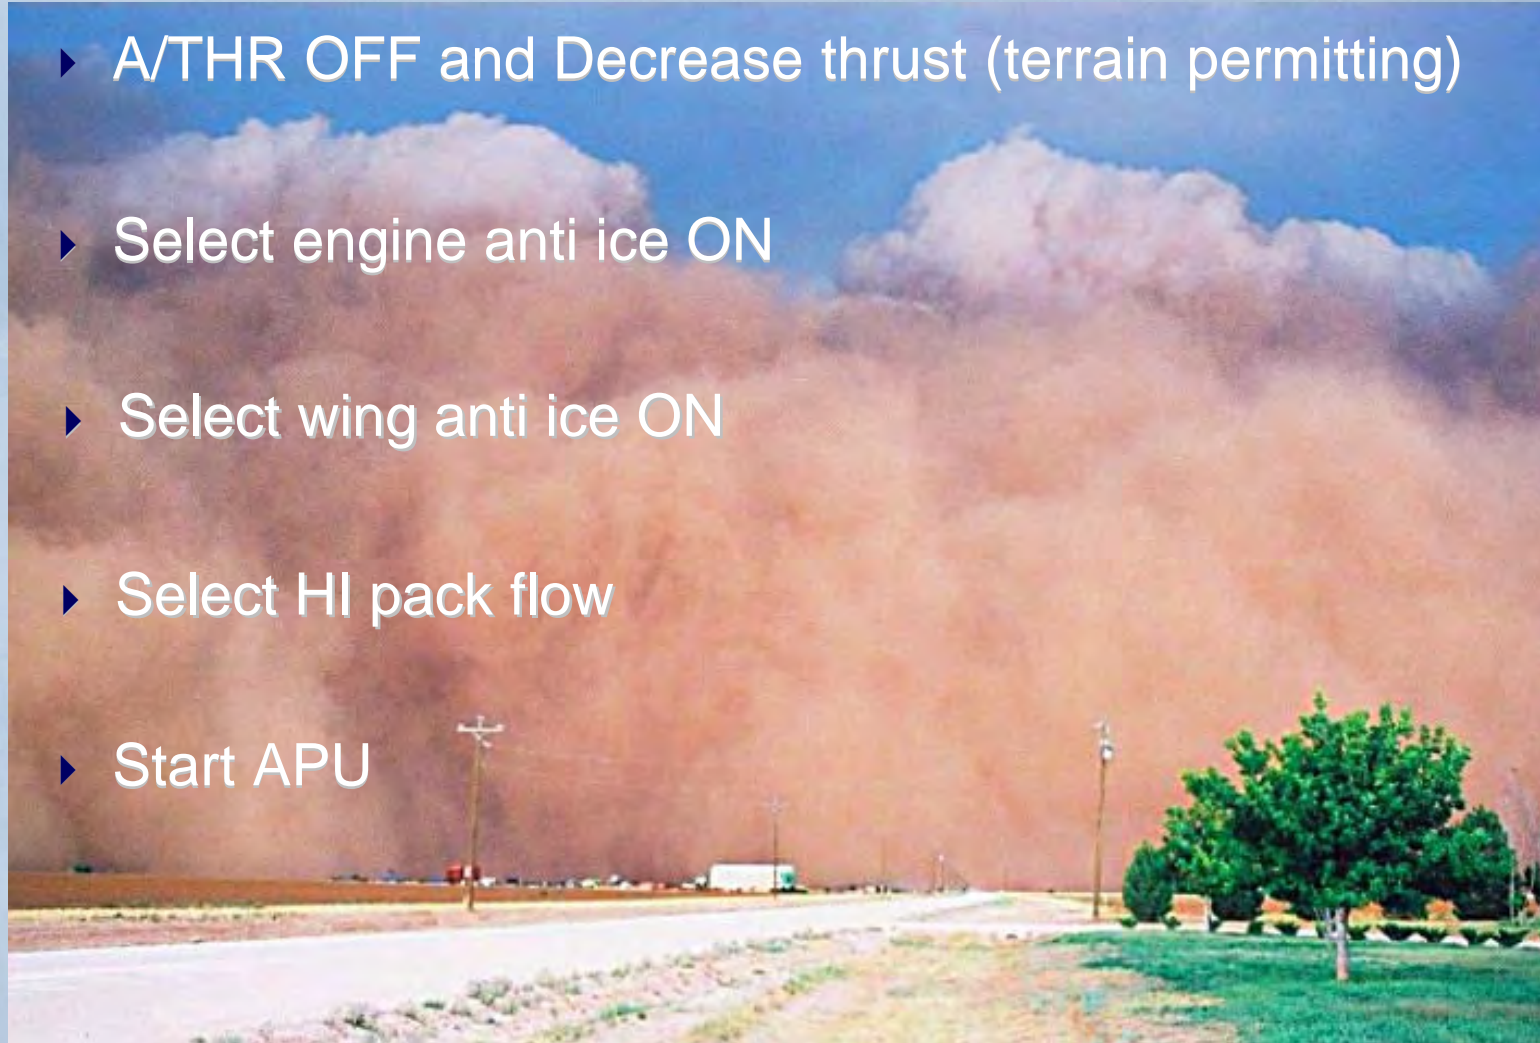 A/THR OFF and Decrease thrust (terrain permitting)
Select engine anti ice ON
Select wing anti ice ON
Select HI pack flow
Start APU